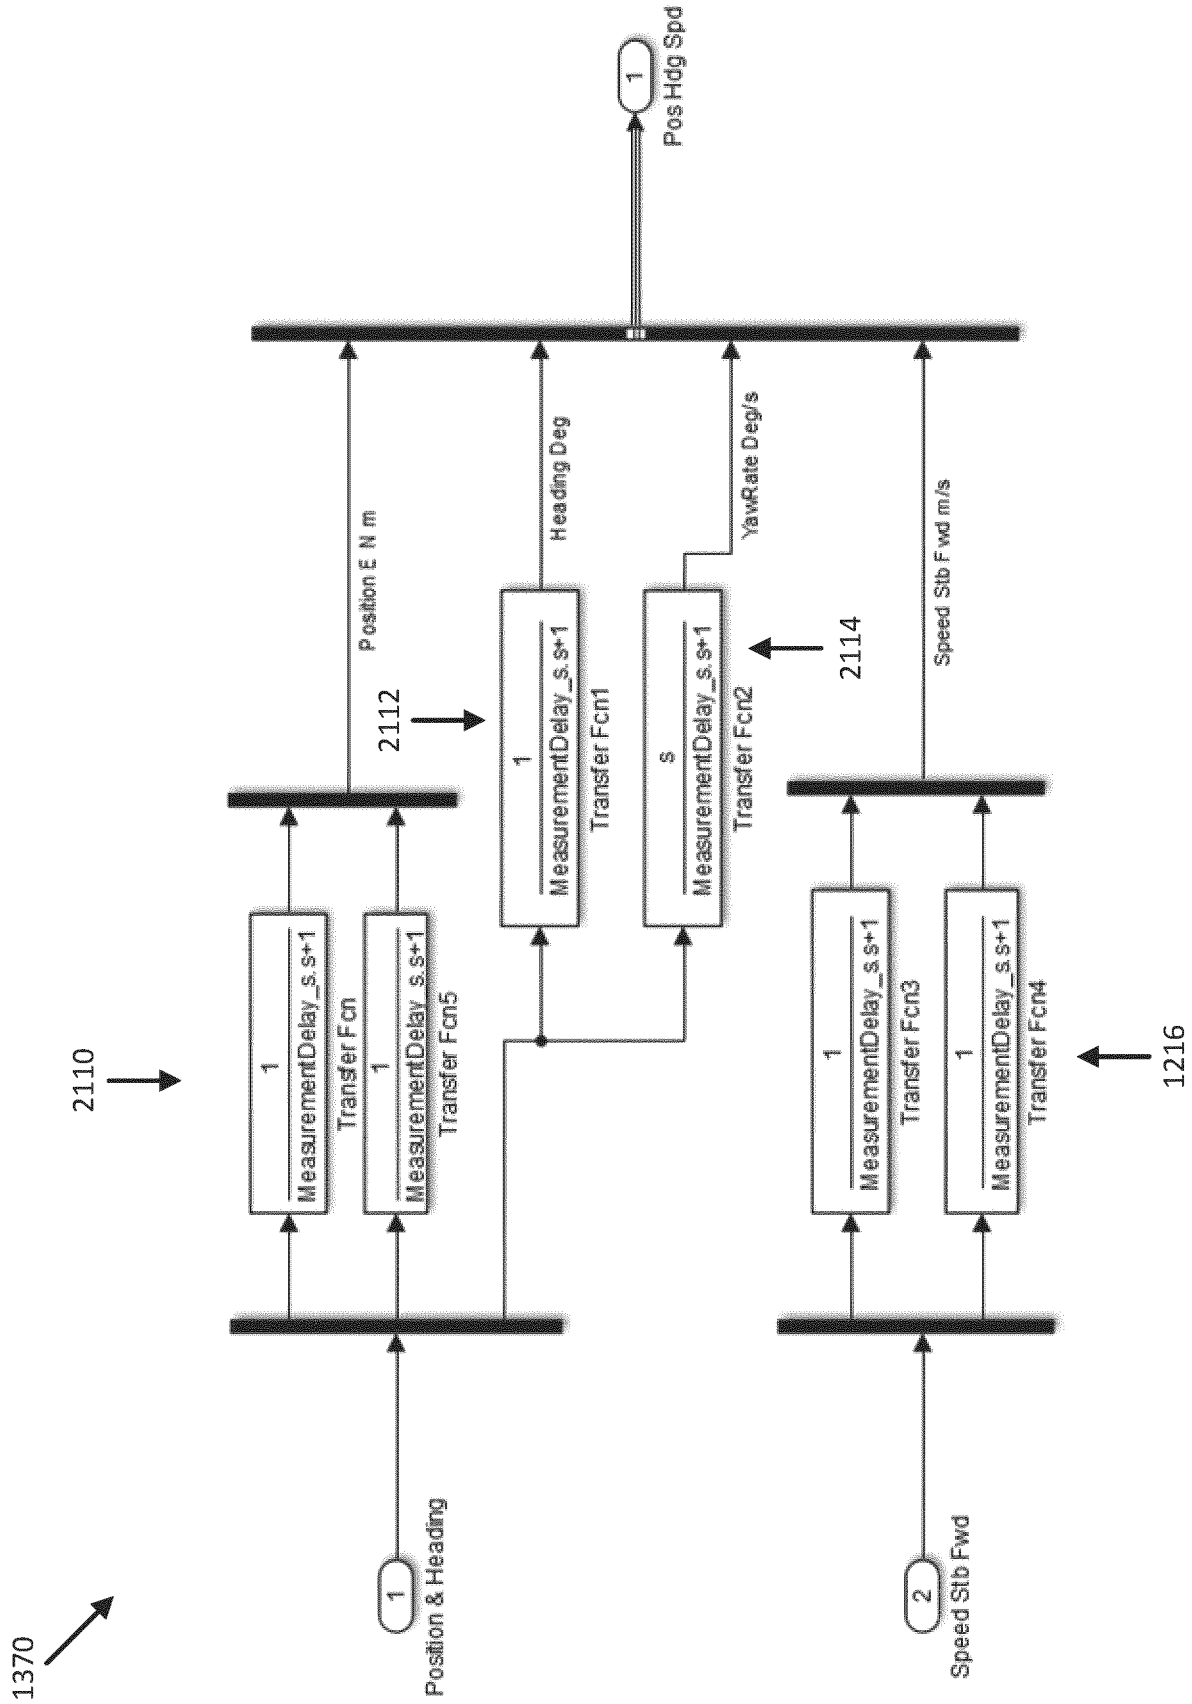 1370
2110
1
Position & Heading
1
MeasurementDelay_s.s+1
Transfer Fcn
1
MeasurementDelay_s.s+1
Transfer Fcn5
Position E N m
2112
1
MeasurementDelay_s.s+1
Transfer Fcn1
Heading Deg
s
MeasurementDelay_s.s+1
Transfer Fcn2
YawRate Deg/s
2114
1
Pos Hdg Spd
2
Speed Stb Fwd
1
MeasurementDelay_s.s+1
Transfer Fcn3
1
MeasurementDelay_s.s+1
Transfer Fcn4
Speed Stb Fwd m/s
1216